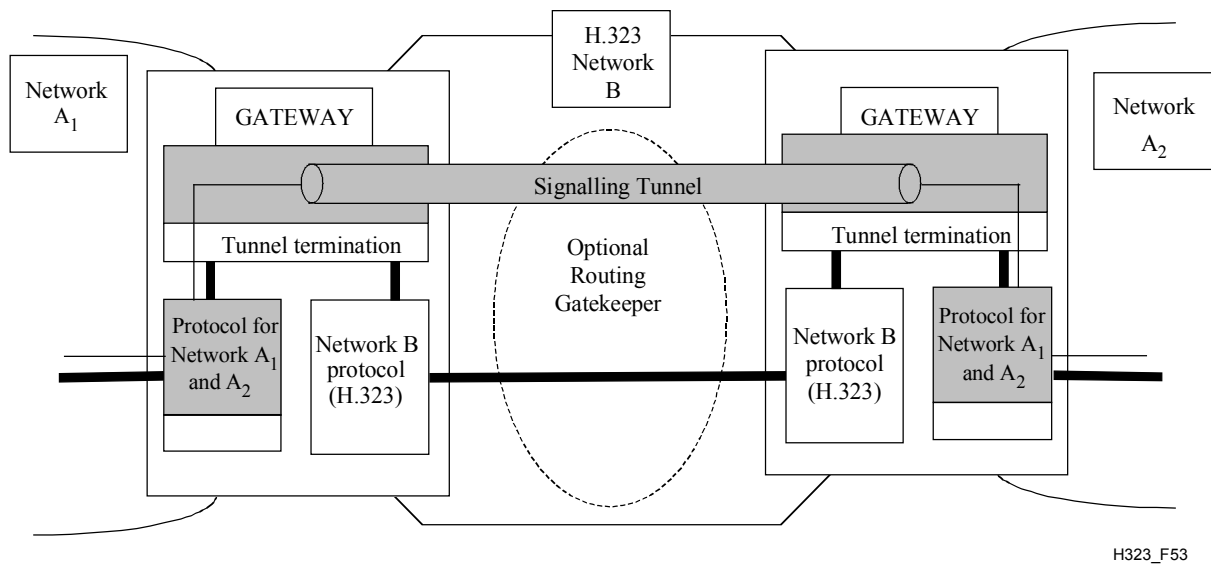 H.323
Network
B
Network
A1
Network
A2
GATEWAY
GATEWAY
Signalling Tunnel
Tunnel termination
Tunnel termination
Optional
Routing
Gatekeeper
Protocol for
Network A1
and A2
Network B
protocol
(H.323)
Network B
protocol
(H.323)
Protocol for
Network A1
and A2
H323_F53